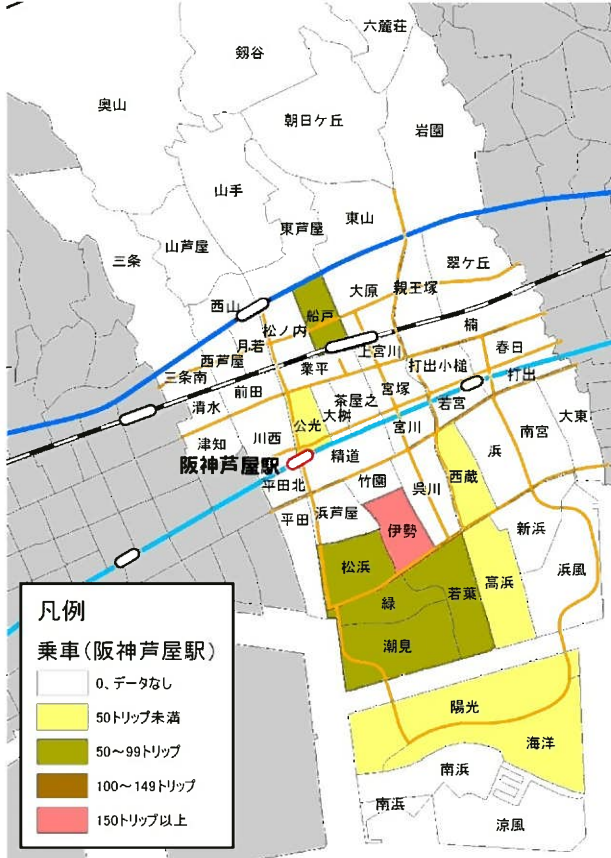 六麓荘
剱谷
奥山
朝日ケ丘
岩園
山手
東山
東芦屋
山芦屋
三条
翠ケ丘
大原
親王塚
西山
船戸
松ノ内
楠
月若
上宮川
西芦屋
春日
業平
打出小槌
三条南
打出
前田
宮塚
茶屋之
若宮
清水
大桝
公光
大東
宮川
南宮
川西
津知
精道
浜
阪神芦屋駅
西蔵
竹園
平田北
呉川
浜芦屋
平田
伊勢
新浜
松浜
浜風
高浜
若葉
緑
潮見
陽光
海洋
南浜
南浜
涼風
凡例
乗車(阪神芦屋駅)
0、データなし
50トリップ未満
50～99トリップ
100～149トリップ
150トリップ以上